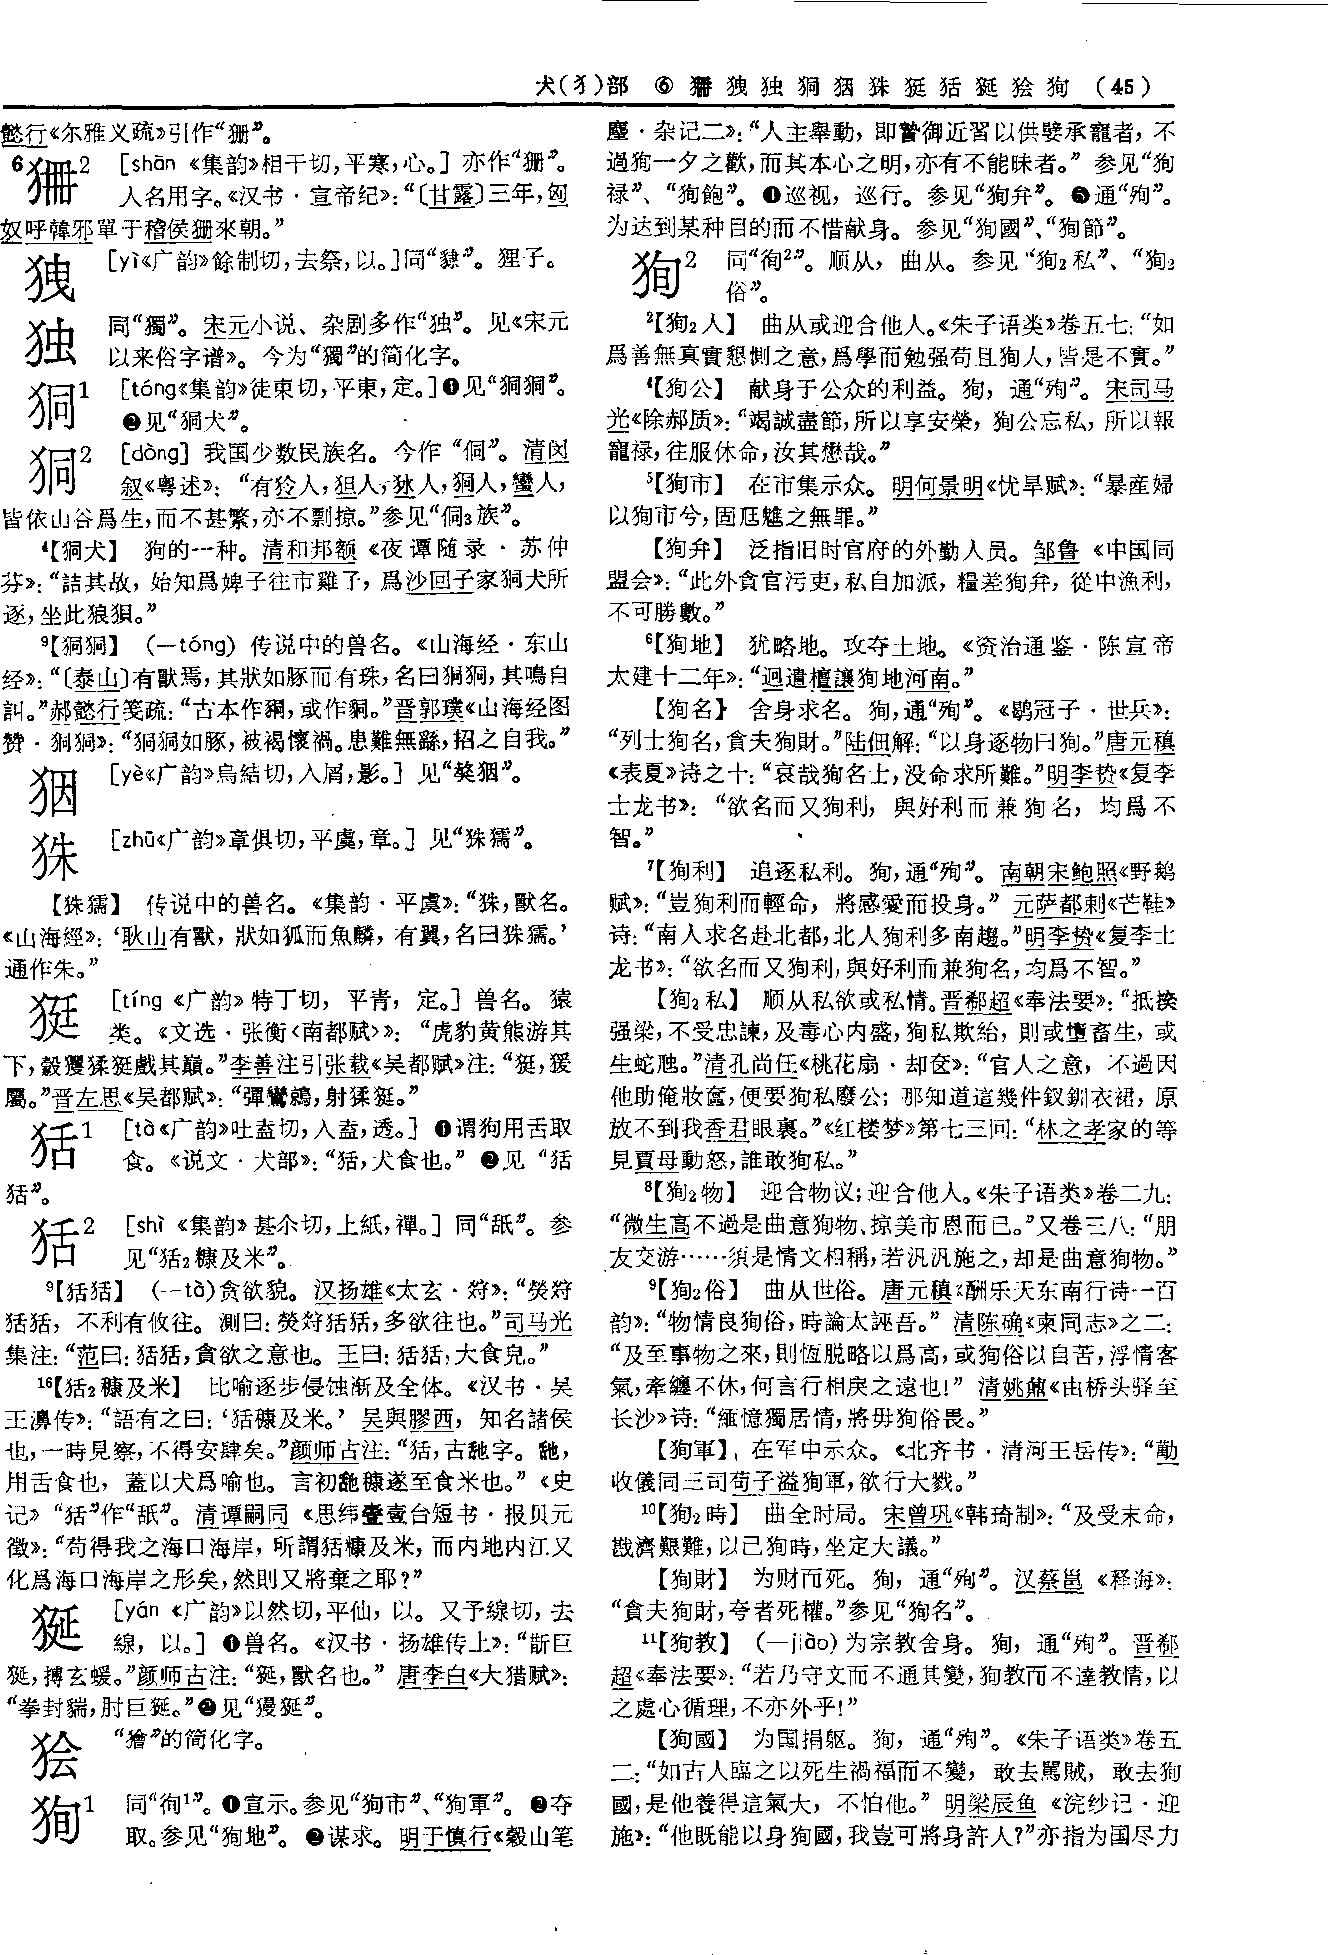 犬(犭)部 ⑥ 狦 㹭 独 狪 㹤 㹥 㹶 狧 狿 狯 狥 (45)
懿行《尔雅义疏》引作“狦”。
6狦2 [shān《集韵》相干切,平寒,心。] 亦作“狦”。
人名用字。《汉书·宣帝纪》:“〔甘露〕三年,匈
奴呼韓邪單于稽侯狦來朝。”
㹭 [yì《广韵》餘制切,去祭,以。]同“㺿”。狸子。
独 同“獨”。宋元小说、杂剧多作“独”。见《宋元
以来俗字谱》。今为“獨”的简化字。
狪1 [tóng《集韵》徒東切,平東,定。]❶见“狪狪”。
❷见“狪犬”。
狪2 [dòng] 我国少数民族名。今作“侗”。清闵
叙《粤述》:“有狑人,狚人,㹯人,狪人,蠻人,
皆依山谷爲生,而不甚繁,亦不剽掠。”参见“侗3族”。
4【狪犬】 狗的一种。清和邦额《夜谭随录·苏仲
芬》:“詰其故,始知爲婢子往市雞子,爲沙回子家狪犬所
逐,坐此狼狽。”
9【狪狪】 (—tóng) 传说中的兽名。《山海经·东山
经》:“〔泰山〕有獸焉,其狀如豚而有珠,名曰狪狪,其鳴自
訓。”郝懿行笺疏:“古本作㺍,或作狪。”晋郭璞《山海经图
赞·狪狪》:“狪狪如豚,被褐懷禍。患難無繇,招之自我。”
㹤 [yè《广韵》烏結切,入屑,影。] 见“㹶㹤”。
㹥 [zhū《广韵》章俱切,平虞,章。] 见“㹥獳”。
【㹥獳】 传说中的兽名。《集韵·平虞》:“㹥,獸名。
《山海經》:‘耿山有獸,狀如狐而魚鱗,有翼,名曰㹥獳。’
通作朱。”
㹶 [tíng《广韵》特丁切,平青,定。] 兽名。猿
类。《文选·张衡〈南都赋〉》:“虎豹黄熊游其
下,縠玃猱㹶戲其巔。”李善注引张载《吴都赋》注:“㹶,猨
屬。”晋左思《吴都赋》:“彈鸞鶊,射猱㹶。”
狧1 [tà《广韵》吐盍切,入盍,透。] ❶谓狗用舌取
食。《说文·犬部》:“狧,犬食也。” ❷见“狧
狧”。
狧2 [shì《集韵》甚尒切,上紙,禪。] 同“舐”。参
见“狧2糠及米”。
9【狧狧】 (—tà)贪欲貌。汉扬雄《太玄·㺈》:“熒㺈
狧狧,不利有攸往。測曰:熒㺈狧狧,多欲往也。”司马光
集注:“范曰:狧狧,貪欲之意也。王曰:狧狧,大食皃。”
16【狧2糠及米】 比喻逐步侵蚀渐及全体。《汉书·吴
王濞传》:“語有之曰:‘狧糠及米。’吴與膠西,知名諸侯
也,一時見察,不得安肆矣。”颜师古注:“狧,古䑛字。䑛,
用舌食也,蓋以犬爲喻也。言初䑛糠遂至食米也。”《史
记》“狧”作“舐”。清谭嗣同《思纬壹壹台短书·报贝元
徵》:“苟得我之海口海岸,所謂狧糠及米,而内地内江又
化爲海口海岸之形矣,然則又將棄之耶?”
狿 [yán《广韵》以然切,平仙,以。又予線切,去
線,以。] ❶兽名。《汉书·扬雄传上》:“斮巨
狿,搏玄蝯。”颜师古注:“狿,獸名也。” 唐李白《大猎赋》:
“拳封貒,肘巨狿。”❷见“獌狿”。
狯 “獪”的简化字。
狥1 同“徇1”。❶宣示。参见“狥市”、“狥軍”。❷夺
取。参见“狥地”。❸谋求。明于慎行《穀山笔
麈·杂记二》:“人主舉動,即暬御近習以供嬖承寵者,不
過狥一夕之歡,而其本心之明,亦有不能昧者。”参见“狥
禄”、“狥飽”。❹巡视,巡行。参见“狥弁”。❺通“殉”。
为达到某种目的而不惜献身。参见“狥國”、“狥節”。
狥2 同“徇2”。顺从,曲从。参见“狥2私”、“狥2
俗”。
2【狥2人】 曲从或迎合他人。《朱子语类》卷五七:“如
爲善無真實懇惻之意,爲學而勉强苟且狥人,皆是不實。”
4【狥公】 献身于公众的利益。狥,通“殉”。宋司马
光《除郝质》:“竭誠盡節,所以享安榮,狥公忘私,所以報
寵禄,往服休命,汝其懋哉。”
5【狥市】 在市集示众。明何景明《忧旱赋》:“暴産婦
以狥市兮,固尫魋之無罪。”
【狥弁】 泛指旧时官府的外勤人员。邹鲁《中国同
盟会》:“此外貪官污吏,私自加派,糧差狥弁,從中漁利,
不可勝數。”
6【狥地】 犹略地。攻夺土地。《资治通鉴·陈宣帝
太建十二年》:“迥遣檀讓狥地河南。”
【狥名】 舍身求名。狥,通“殉”。《鹖冠子·世兵》:
“列士狥名,貪夫狥財。”陆佃解:“以身逐物曰狥。”唐元稹
《表夏》诗之十:“哀哉狥名士,没命求所難。”明李贽《复李
士龙书》:“欲名而又狥利,與好利而兼狥名,均爲不
智。”
7【狥利】 追逐私利。狥,通“殉”。南朝宋鲍照《野鹅
赋》:“豈狥利而輕命,將感愛而投身。”元萨都剌《芒鞋》
诗:“南人求名赴北都,北人狥利多南趨。”明李贽《复李士
龙书》:“欲名而又狥利,與好利而兼狥名,均爲不智。”
【狥2私】 顺从私欲或私情。晋郗超《奉法要》:“抵揬
强梁,不受忠諫,及毒心内盛,狥私欺紿,則或墮畜生,或
生蛇虺。”清孔尚任《桃花扇·却奁》:“官人之意,不過因
他助俺妝奩,便要狥私廢公;那知道這幾件釵釧衣裙,原
放不到我香君眼裏。”《红楼梦》第七三回:“林之孝家的等
見賈母動怒,誰敢狥私。”
8【狥2物】 迎合物议;迎合他人。《朱子语类》卷二九:
“微生高不過是曲意狥物、掠美市恩而已。”又卷三八:“朋
友交游……須是情文相稱,若汎汎施之,却是曲意狥物。”
9【狥2俗】 曲从世俗。唐元稹《酬乐天东南行诗一百
韵》:“物情良狥俗,時論太誣吾。” 清陈确《柬同志》之二:
“及至事物之來,則恆脱略以爲高,或狥俗以自苦,浮情客
氣,牽纏不休,何言行相戾之遠也!” 清姚鼐《由桥头驿至
长沙》诗:“緬憶獨居情,將毋狥俗畏。”
【狥軍】 在军中示众。《北齐书·清河王岳传》:“勱
收儀同三司苟子溢狥軍,欲行大戮。”
10【狥2時】 曲全时局。宋曾巩《韩琦制》:“及受末命,
戡濟艱難,以己狥時,坐定大議。”
【狥財】 为财而死。狥,通“殉”。汉蔡邕《释诲》:
“貪夫狥財,夸者死權。”参见“狥名”。
11【狥教】 (—jiào)为宗教舍身。狥,通“殉”。晋郗
超《奉法要》:“若乃守文而不通其變,狥教而不達教情,以
之處心循理,不亦外乎!”
【狥國】 为国捐躯。狥,通“殉”。《朱子语类》卷五
二:“如古人臨之以死生禍福而不變,敢去罵賊,敢去狥
國,是他養得這氣大,不怕他。” 明梁辰鱼《浣纱记·迎
施》:“他既能以身狥國,我豈可將身許人?”亦指为国尽力